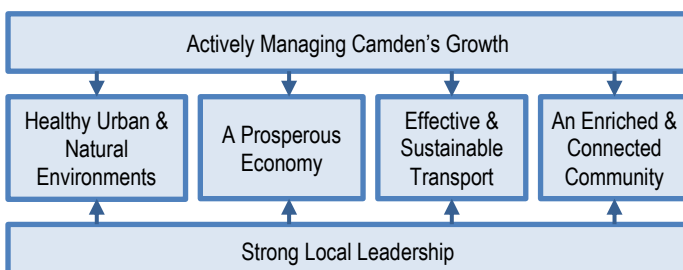 Actively Managing Camden's Growth
Healthy Urban &
Natural
Environments
A Prosperous
Economy
Effective &
Sustainable
Transport
An Enriched &
Connected
Community
Strong Local Leadership